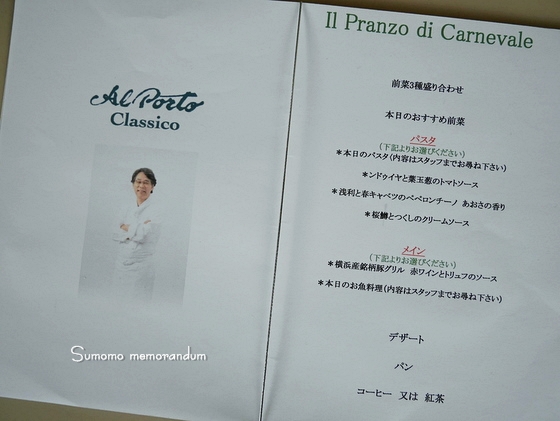 Al Porto
Classico
Sumomo memorandum
Il Pranzo di Carnevale
前菜3種盛り合わせ
本日のおすすめ前菜
パスタ
(下記よりお選びください)
＊本日のパスタ(内容はスタッフまでお尋ね下さい)
＊ンドゥイヤと葉玉葱のトマトソース
＊浅利と春キャベツのペペロンチーノ あおさの香り
＊桜鱒とつくしのクリームソース
メイン
(下記よりお選びください)
＊横浜産銘柄豚グリル 赤ワインとトリュフのソース
＊本日のお魚料理(内容はスタッフまでお尋ね下さい)
デザート
パン
コーヒー 又は 紅茶